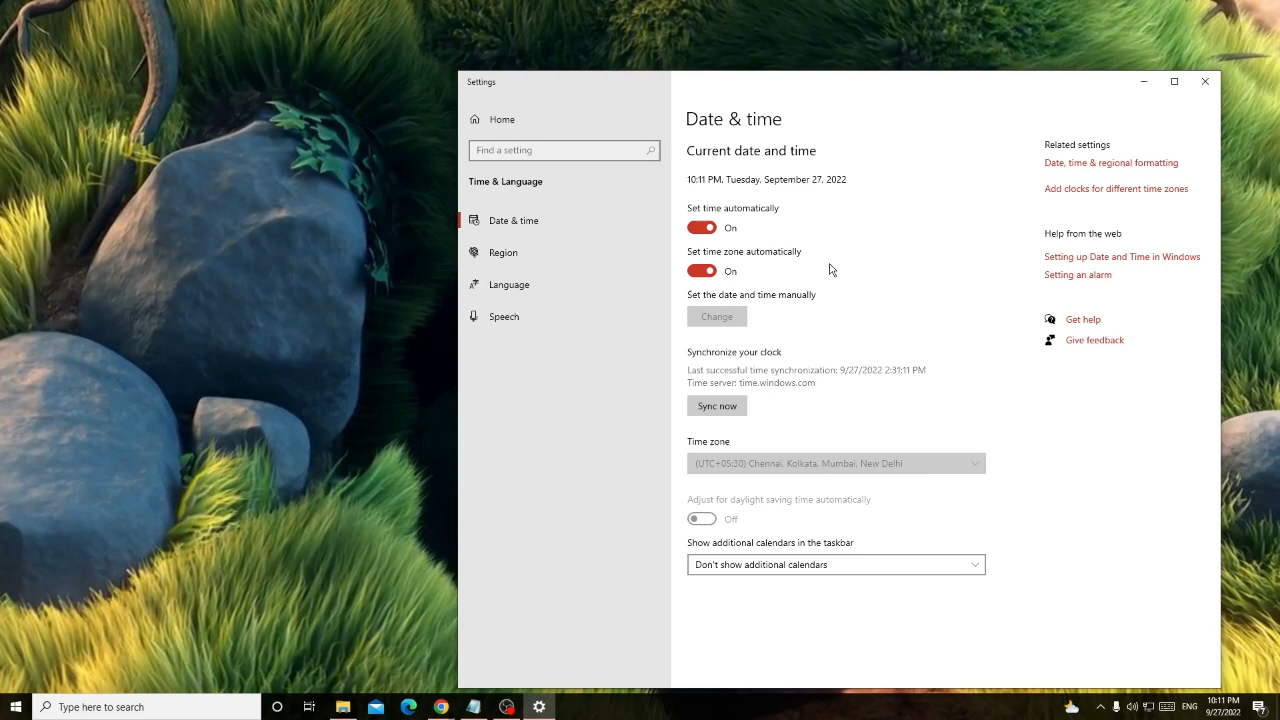 Settings
Home
Find a setting
Time & Language
Date & time
Region
Language
Speech
Date & time
Current date and time
10:11 PM, Tuesday, September 27, 2022
Set time automatically
On
Set time zone automatically
On
Set the date and time manually
Change
Synchronize your clock
Last successful time synchronization: 9/27/2022 2:31:11 PM
Time server: time.windows.com
Sync now
Time zone
(UTC+05:30) Chennai, Kolkata, Mumbai, New Delhi
Adjust for daylight saving time automatically
Off
Show additional calendars in the taskbar
Don't show additional calendars
Related settings
Date, time & regional formatting
Add clocks for different time zones
Help from the web
Setting up Date and Time in Windows
Setting an alarm
Get help
Give feedback
Type here to search
ENG
10:11 PM
9/27/2022